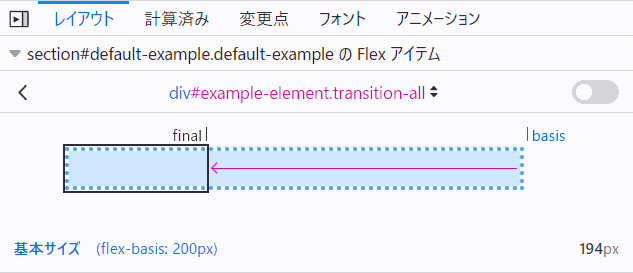 レイアウト 計算済み 変更点 フォント アニメーション
section#default-example.default-example の Flex アイテム
div#example-element.transition-all
final basis
基本サイズ (flex-basis: 200px) 194px